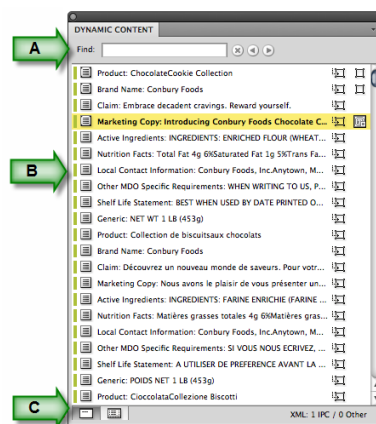 DYNAMIC CONTENT
A
Find:
Product: ChocolateCookie Collection
Brand Name: Conbury Foods
Claim: Embrace decadent cravings. Reward yourself.
Marketing Copy: Introducing Conbury Foods Chocolate C...
Active Ingredients: INGREDIENTS: ENRICHED FLOUR (WHEAT...
Nutrition Facts: Total Fat 4g 6%Saturated Fat 1g 5%Trans Fa...
B
Local Contact Information: Conbury Foods, Inc.Anytown, M...
Other MDO Specific Requirements: WHEN WRITING TO US, P...
Shelf Life Statement: BEST WHEN USED BY DATE PRINTED O...
Generic: NET WT 1 LB (453g)
Product: Collection de biscuitsaux chocolats
Brand Name: Conbury Foods
Claim: Découvrez un nouveau monde de saveurs. Pour votr...
Marketing Copy: Nous avons le plaisir de vous présenter un...
Active Ingredients: INGREDIENTS: FARINE ENRICHIE (FARINE ...
Nutrition Facts: Matières grasses totales 4g 6%Matières gras...
Local Contact Information: Conbury Foods, Inc.Anytown, M...
Other MDO Specific Requirements: SI VOUS NOUS ECRIVEZ, ...
Shelf Life Statement: A UTILISER DE PREFERENCE AVANT LA ...
Generic: POIDS NET 1 LB (453g)
Product: CioccolataCollezione Biscotti
C
XML: 1 IPC / 0 Other